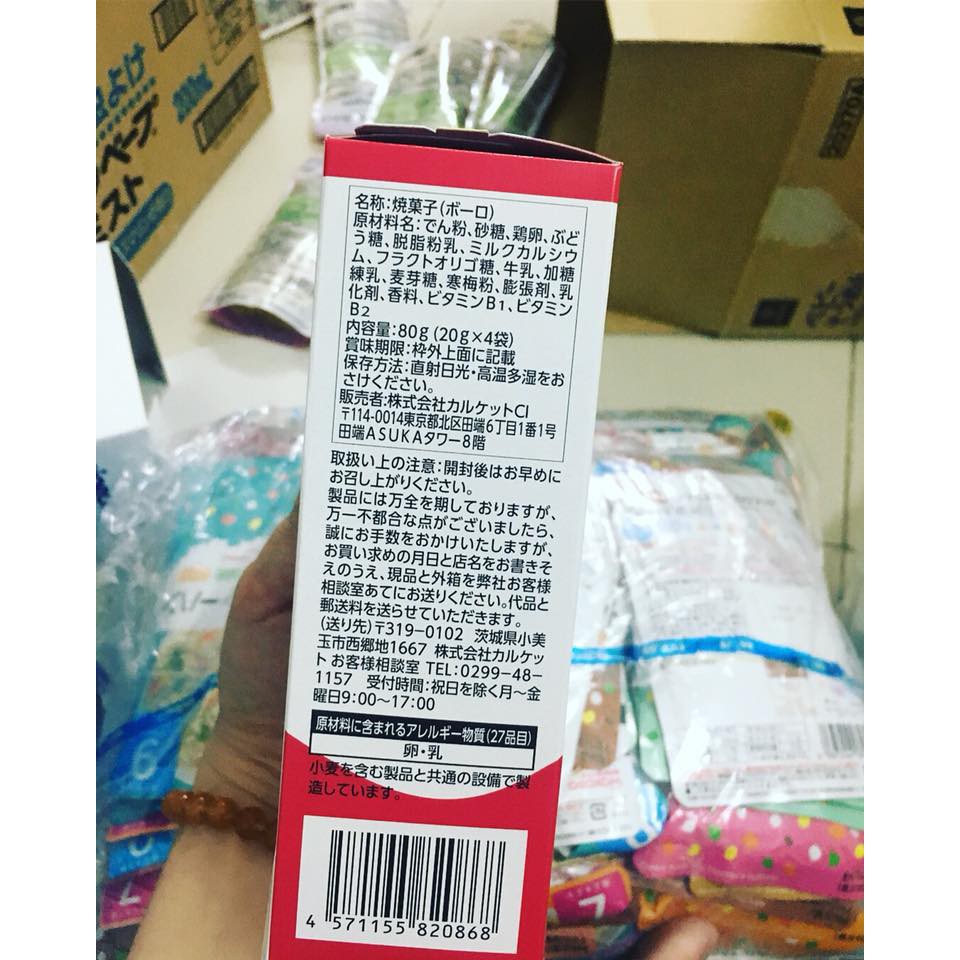 名称:焼菓子(ボーロ)
原材料名:でん粉、砂糖、鶏卵、ぶど
う糖、脱脂粉乳、ミルクカルシウ
ム、フラクトオリゴ糖、牛乳、加糖
練乳、麦芽糖、寒梅粉、膨張剤、乳
化剤、香料、ビタミンB1、ビタミン
B2
内容量:80g(20g×4袋)
賞味期限:枠外上面に記載
保存方法:直射日光・高温多湿をお
さけください。
販売者:株式会社カルケットCI
〒114-0014東京都北区田端6丁目1番1号
田端ASUKAタワー8階
取扱い上の注意:開封後はお早めに
お召し上がりください。
製品には万全を期しておりますが、
万一不都合な点がございましたら、
誠にお手数をおかけいたしますが、
お買い求めの月日と店名をお書きそ
えのうえ、現品と外箱を弊社お客様
相談室あてにお送りください。代品と
郵送料を送らせていただきます。
(送り先)〒319-0102 茨城県小美
玉市西郷地1667 株式会社カルケッ
ト お客様相談室 TEL:0299-48-
1157 受付時間:祝日を除く月~金
曜日9:00~17:00
原材料に含まれるアレルギー物質(27品目)
卵・乳
小麦を含む製品と共通の設備で製
造しています。
4 571155 820868
虫よけ
ベープ
ミスト
200mL
6
7
7